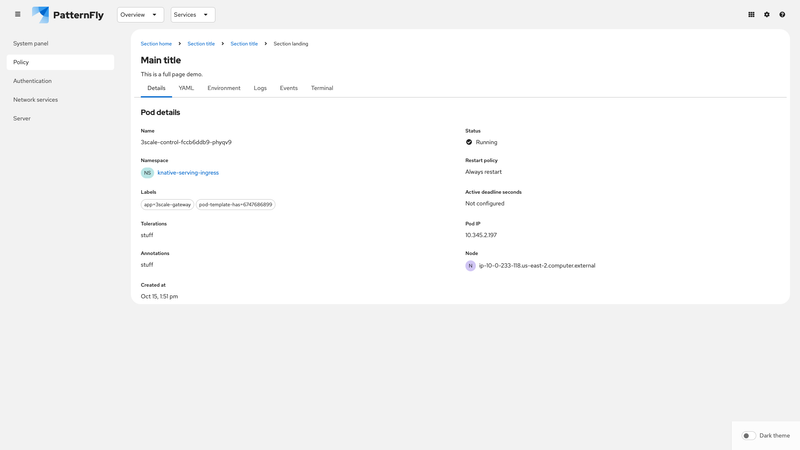 PatternFly
Overview
Services
System panel
Policy
Authentication
Network services
Server
Section home
Section title
Section title
Section landing
Main title
This is a full page demo.
Details
YAML
Environment
Logs
Events
Terminal
Pod details
Name
3scale-control-fccb6ddb9-phyqv9
Status
Running
Namespace
NS knative-serving-ingress
Restart policy
Always restart
Labels
app=3scale-gateway
pod-template-has=6747686899
Active deadline seconds
Not configured
Tolerations
stuff
Pod IP
10.345.2.197
Annotations
stuff
Node
N ip-10-0-233-118.us-east-2.computer.external
Created at
Oct 15, 1:51 pm
Dark theme